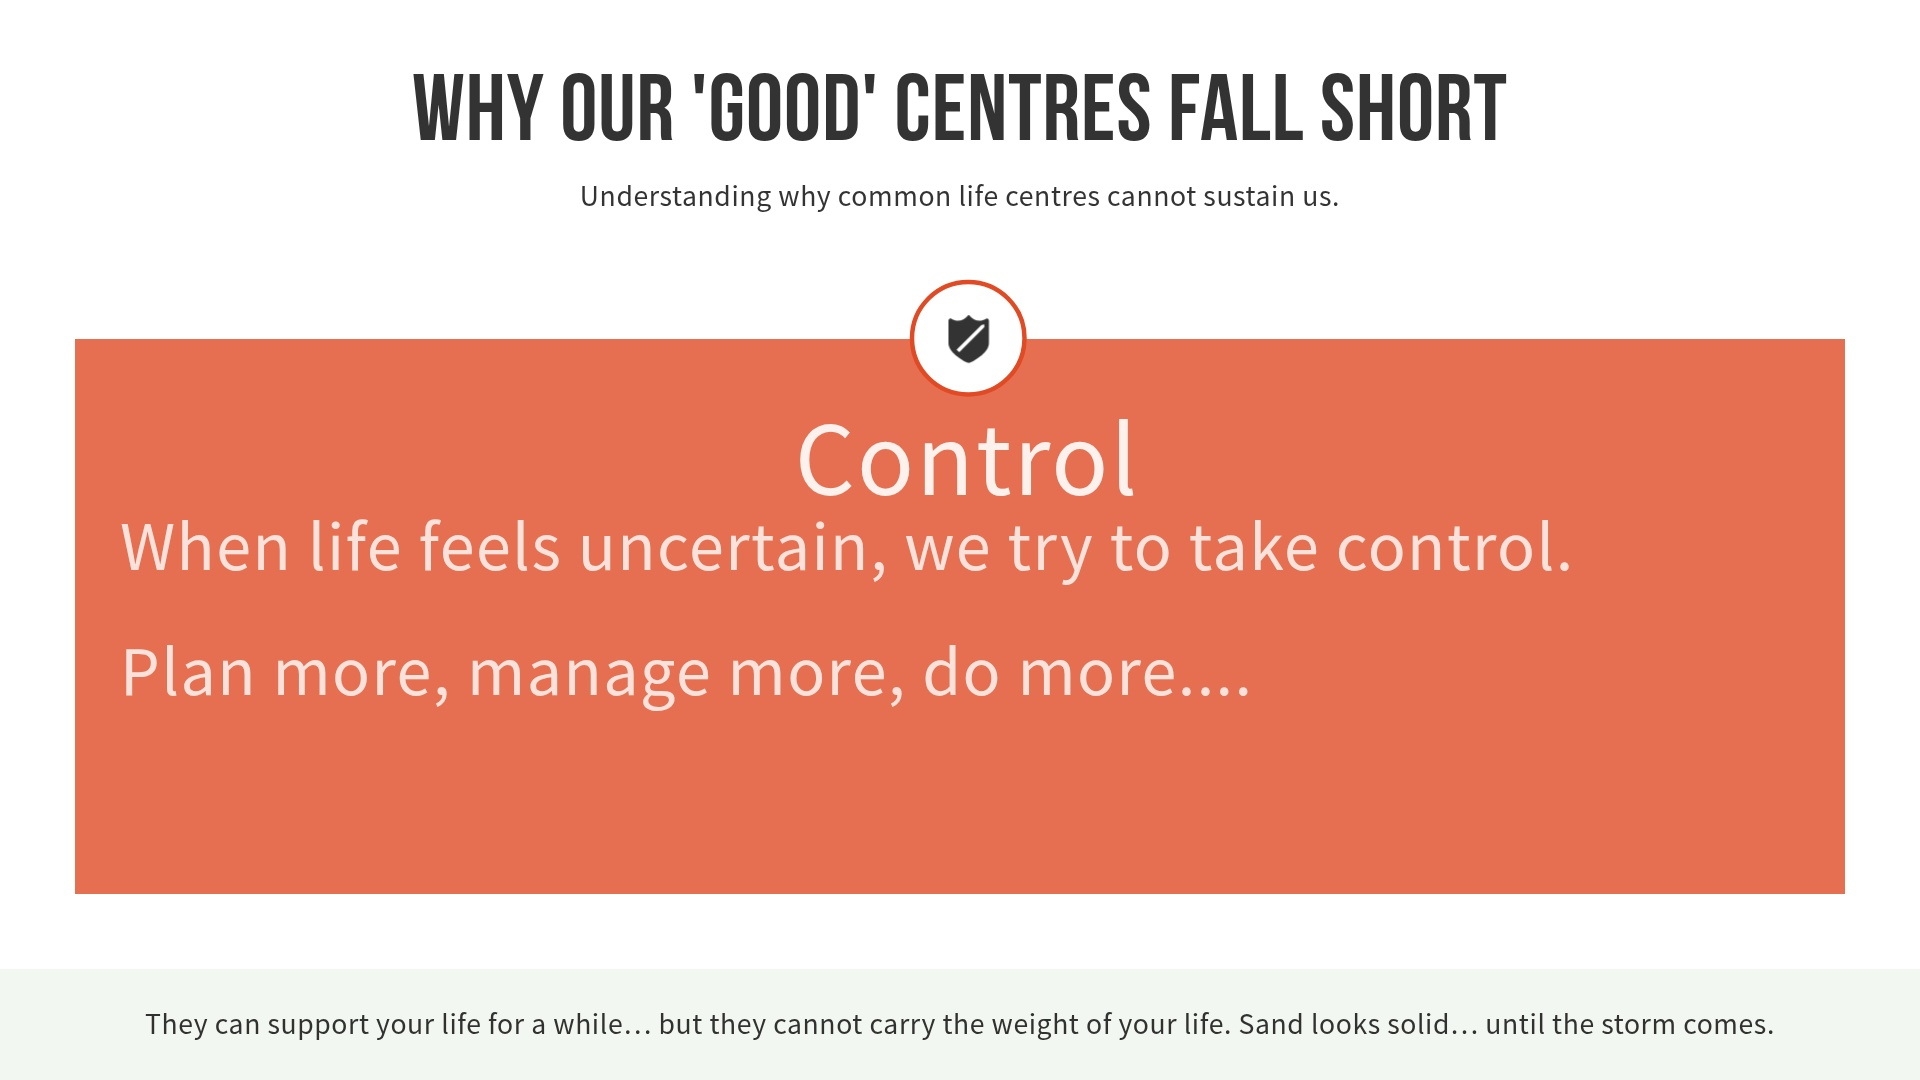 WHY OUR 'GOOD' CENTRES FALL SHORT
Understanding why common life centres cannot sustain us.
Control
When life feels uncertain, we try to take control.
Plan more, manage more, do more....
They can support your life for a while… but they cannot carry the weight of your life. Sand looks solid… until the storm comes.